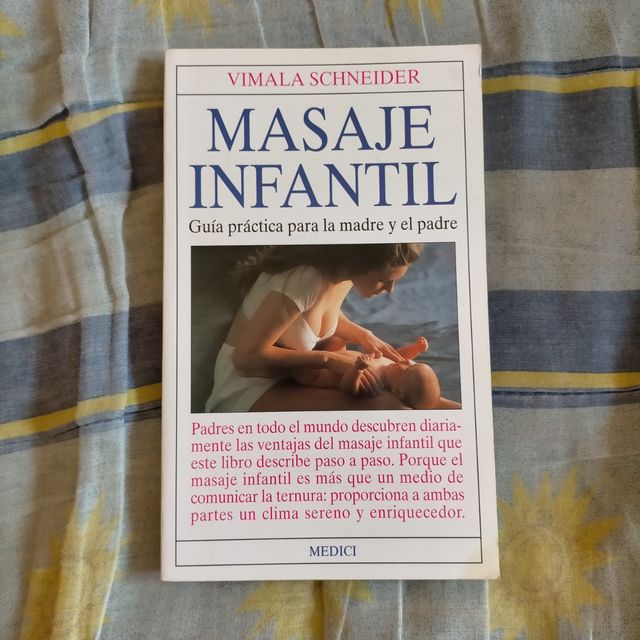 VIMALA SCHNEIDER
MASAJE
INFANTIL
Guía práctica para la madre y el padre
Padres en todo el mundo descubren diaria-
mente las ventajas del masaje infantil que
este libro describe paso a paso. Porque el
masaje infantil es más que un medio de
comunicar la ternura: proporciona a ambas
partes un clima sereno y enriquecedor.
MEDICI